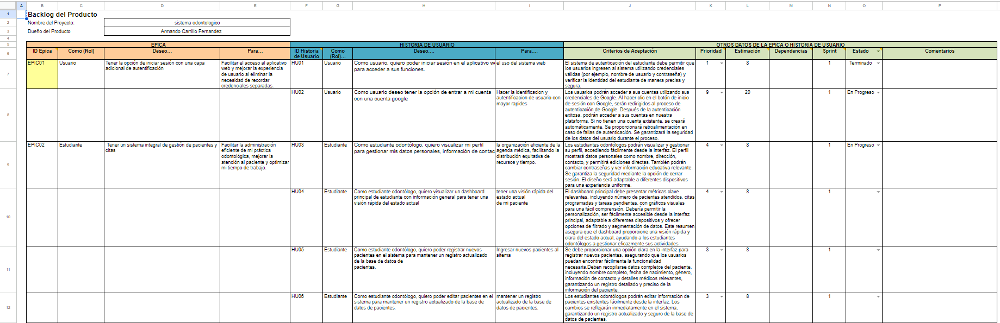 A B C D E F G H I J K L M N O P
1 Backlog del Producto
2 Nombre del Proyecto: sistema odontologico
3 Dueño del Producto Armando Carrillo Fernandez
4
5 EPICA HISTORIA DE USUARIO OTROS DATOS DE LA EPICA O HISTORIA DE USUARIO
6 ID Epica Como (Rol) Deseo... Para... ID Historia de Usuario Como (Rol)... Deseo.... Para.... Criterios de Aceptación Prioridad Estimación Dependencias Sprint Estado Comentarios
7
EPIC01
Usuario
Tener la opción de iniciar sesión con una capa
adicional de autentificación
Facilitar el acceso al aplicativo
web y mejorar la experiencia
de usuario al eliminar la
necesidad de recordar
credenciales separadas.
HU01
Usuario
Como usuario, quiero poder iniciar sesión en el aplicativo w
para acceder a sus funciones.
el uso del sistema web
El sistema de autenticación del estudiante debe permitir que
los usuarios ingresen al sistema utilizando credenciales
válidas (por ejemplo, nombre de usuario y contraseña) y
verificar la identidad del estudiante de manera precisa y
segura.
1
8
1
Terminado
8
HU02
Usuario
Como usuario deseo tener la opción de entrar a mi cuenta
con una cuenta google
Hacer la identificacion y
autentificacion de usuario con
mayor rapides
Los usuarios podrán acceder a sus cuentas utilizando sus
credenciales de Google. Al hacer clic en el botón de inicio
de sesión con Google, serán redirigidos al proceso de
autenticación de Google. Después de la autenticación
exitosa, podrán acceder a sus cuentas en nuestra
plataforma. Si no tienen una cuenta existente, se creará
automáticamente. Se proporcionará retroalimentación en
caso de fallas de autenticación. Se garantizará la seguridad
de los datos del usuario durante el proceso.
9
20
1
En Progreso
9
EPIC02
Estudiante
Tener un sistema integral de gestión de pacientes y
citas
Facilitar la administración
eficiente de mi práctica
odontológica, mejorar la
atención al paciente y optimizar
mi tiempo de trabajo.
HU03
Estudiante
Como estudiante odontólogo, quiero visualizar mi perfil
para gestionar mis datos personales, información de contac
la organización eficiente de la
agenda médica, facilitando la
distribución equitativa de
recursos y tiempo.
Los estudiantes odontólogos podrán visualizar y gestionar
su perfil, accediendo fácilmente desde la interfaz. El perfil
mostrará datos personales como nombre, dirección,
contacto, y permitirá ediciones directas. También podrán
cambiar contraseñas y ver información educativa relevante.
Se garantiza la seguridad mediante la opción de cerrar
sesión. El diseño será adaptable a diferentes dispositivos
para una experiencia uniforme.
4
8
1
En Progreso
10
HU04
Estudiante
Como estudiante odontólogo, quiero visualizar un dashboard
principal de estudiante con información general para tener una
visión rápida del estado actual
tener una visión rápida del
estado actual
de mi paciente
El dashboard principal debe presentar métricas clave
relevantes, incluyendo número de pacientes atendidos, citas
programadas y tareas pendientes, con gráficos visuales
para una fácil comprensión. Debería permitir la
personalización, ser fácilmente accesible desde la interfaz
principal, adaptable a diferentes dispositivos y ofrecer
opciones de filtrado y segmentación de datos. Este resumen
asegura que el dashboard proporcione una visión rápida y
clara del estado actual, ayudando a los estudiantes
odontólogos a gestionar eficazmente sus actividades.
4
8
1
11
HU05
Estudiante
Como estudiante odontólogo, quiero poder registrar nuevos
pacientes en el sistema para mantener un registro actualizado
de la base de datos de
pacientes.
Ingresar nuevos pacientes al
sitema
Se debe proporcionar una opción clara en la interfaz para
registrar nuevos pacientes, asegurando que los usuarios
puedan encontrar fácilmente la funcionalidad
necesaria.Deben recopilarse datos completos del paciente,
incluyendo nombre completo, fecha de nacimiento, género,
información de contacto y detalles médicos relevantes,
garantizando un registro detallado y preciso de la
información del paciente.
3
8
1
12
HU06
Estudiante
Como estudiante odontólogo, quiero poder editar pacientes en el
sistema para mantener un registro actualizado de la base de
datos de pacientes.
mantener un registro
actualizado de la base de
datos de pacientes.
Los estudiantes odontólogos podrán editar información de
pacientes existentes fácilmente desde la interfaz. Los
cambios se reflejarán inmediatamente en el sistema,
garantizando un registro actualizado y seguro de la base de
datos de pacientes.
3
8
1